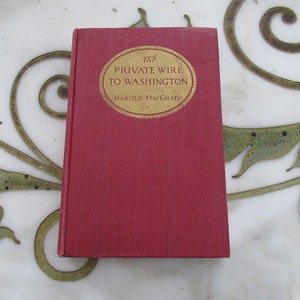 The
PRIVATE WIRE
TO WASHINGTON
HAROLD MACGRATH